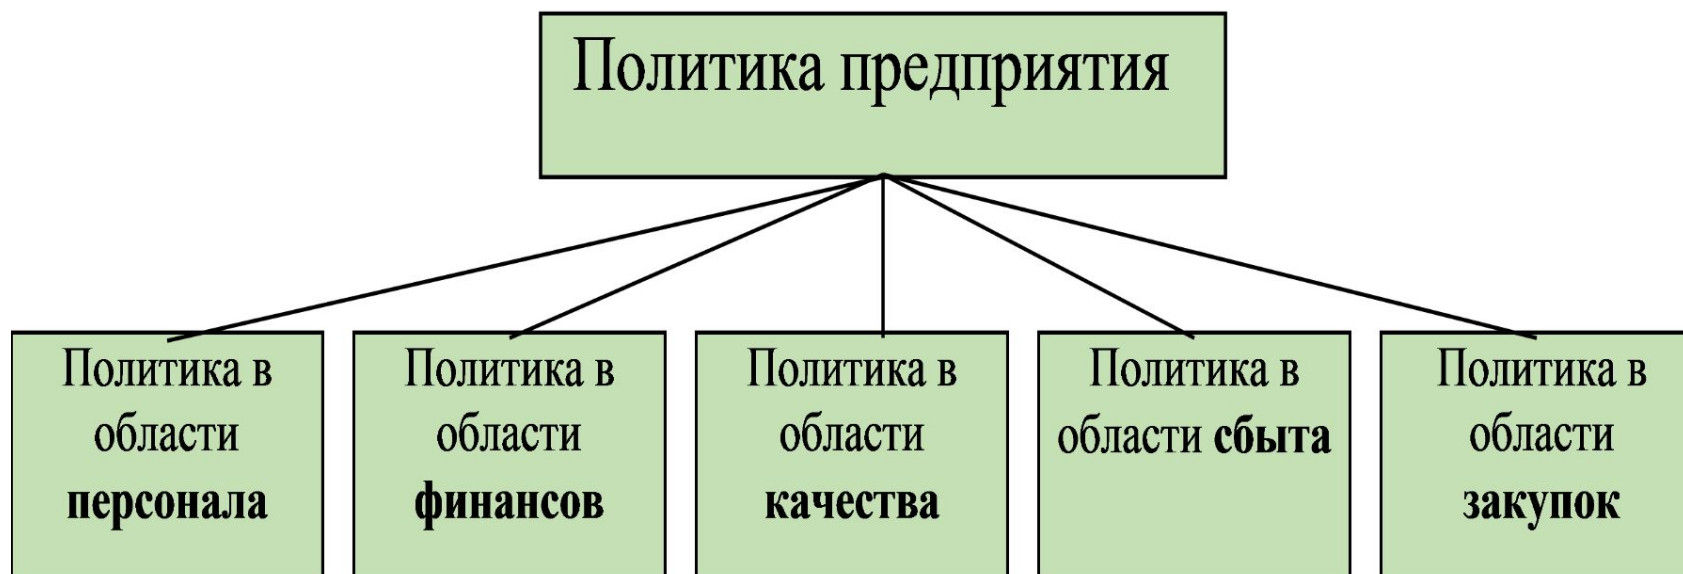 Политика предприятия
Политика в
области
персонала
Политика в
области
финансов
Политика в
области
качества
Политика в
области сбыта
Политика в
области
закупок